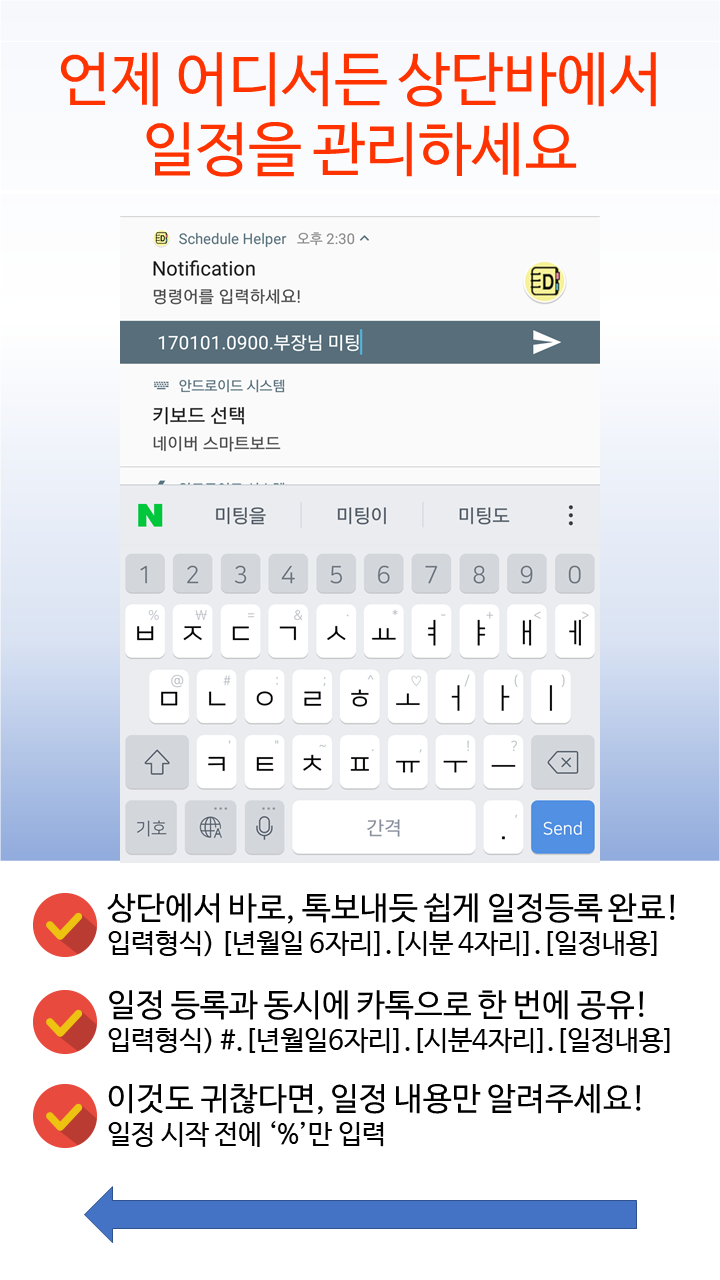 언제 어디서든 상단바에서
일정을 관리하세요
Schedule Helper 오후 2:30
Notification
명령어를 입력하세요!
170101.0900.부장님 미팅
안드로이드 시스템
키보드 선택
네이버 스마트보드
N 미팅을 미팅이 미팅도
1 2 3 4 5 6 7 8 9 0
% ₩ = & · * - + < >
ㅂ ㅈ ㄷ ㄱ ㅅ ㅛ ㅕ ㅑ ㅐ ㅔ
@ # : ; ^ ♡ / ( )
ㅁ ㄴ ㅇ ㄹ ㅎ ㅗ ㅓ ㅏ ㅣ
' " ~ . , ! ?
ㅋ ㅌ ㅊ ㅍ ㅠ ㅜ ㅡ
기호 간격 . Send
상단에서 바로, 톡보내듯 쉽게 일정등록 완료!
입력형식) [년월일 6자리].[시분 4자리].[일정내용]
일정 등록과 동시에 카톡으로 한 번에 공유!
입력형식) #.[년월일6자리].[시분4자리].[일정내용]
이것도 귀찮다면, 일정 내용만 알려주세요!
일정 시작 전에 ‘%’만 입력